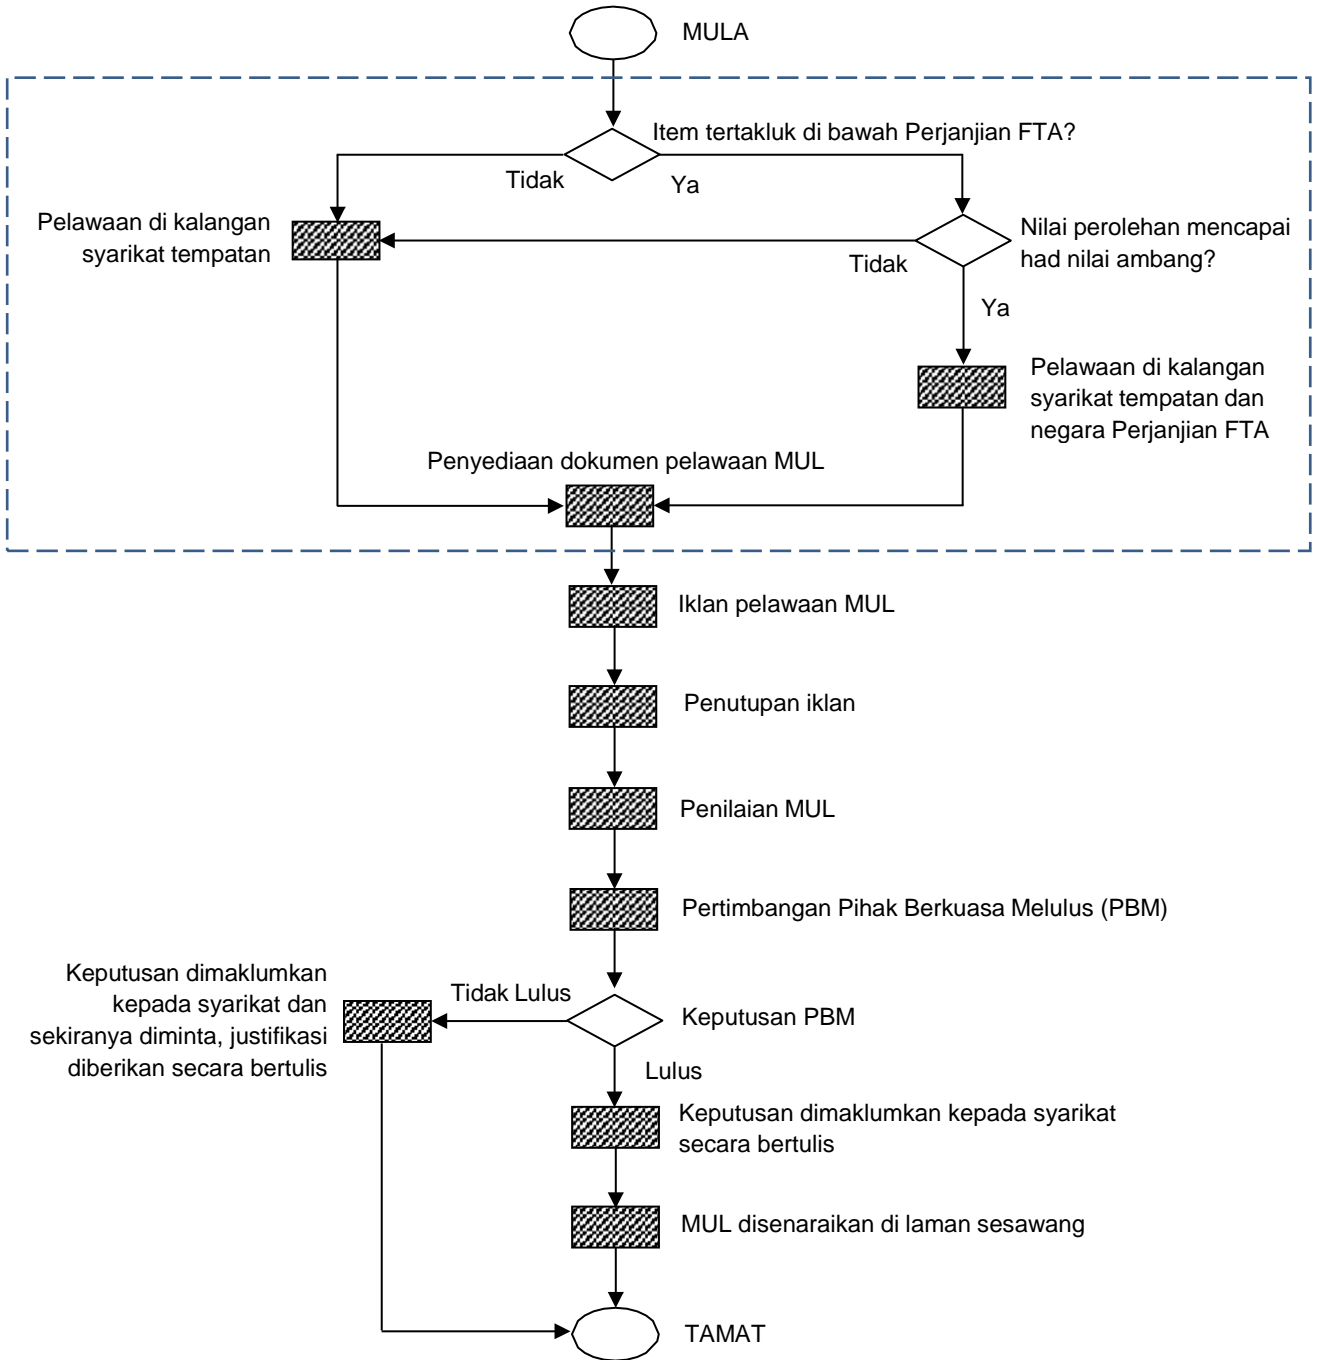 MULA
Item tertakluk di bawah Perjanjian FTA?
Tidak
Ya
Pelawaan di kalangan
syarikat tempatan
Nilai perolehan mencapai
had nilai ambang?
Tidak
Ya
Pelawaan di kalangan
syarikat tempatan dan
negara Perjanjian FTA
Penyediaan dokumen pelawaan MUL
Iklan pelawaan MUL
Penutupan iklan
Penilaian MUL
Pertimbangan Pihak Berkuasa Melulus (PBM)
Keputusan dimaklumkan
kepada syarikat dan
sekiranya diminta, justifikasi
diberikan secara bertulis
Tidak Lulus
Keputusan PBM
Lulus
Keputusan dimaklumkan kepada syarikat
secara bertulis
MUL disenaraikan di laman sesawang
TAMAT